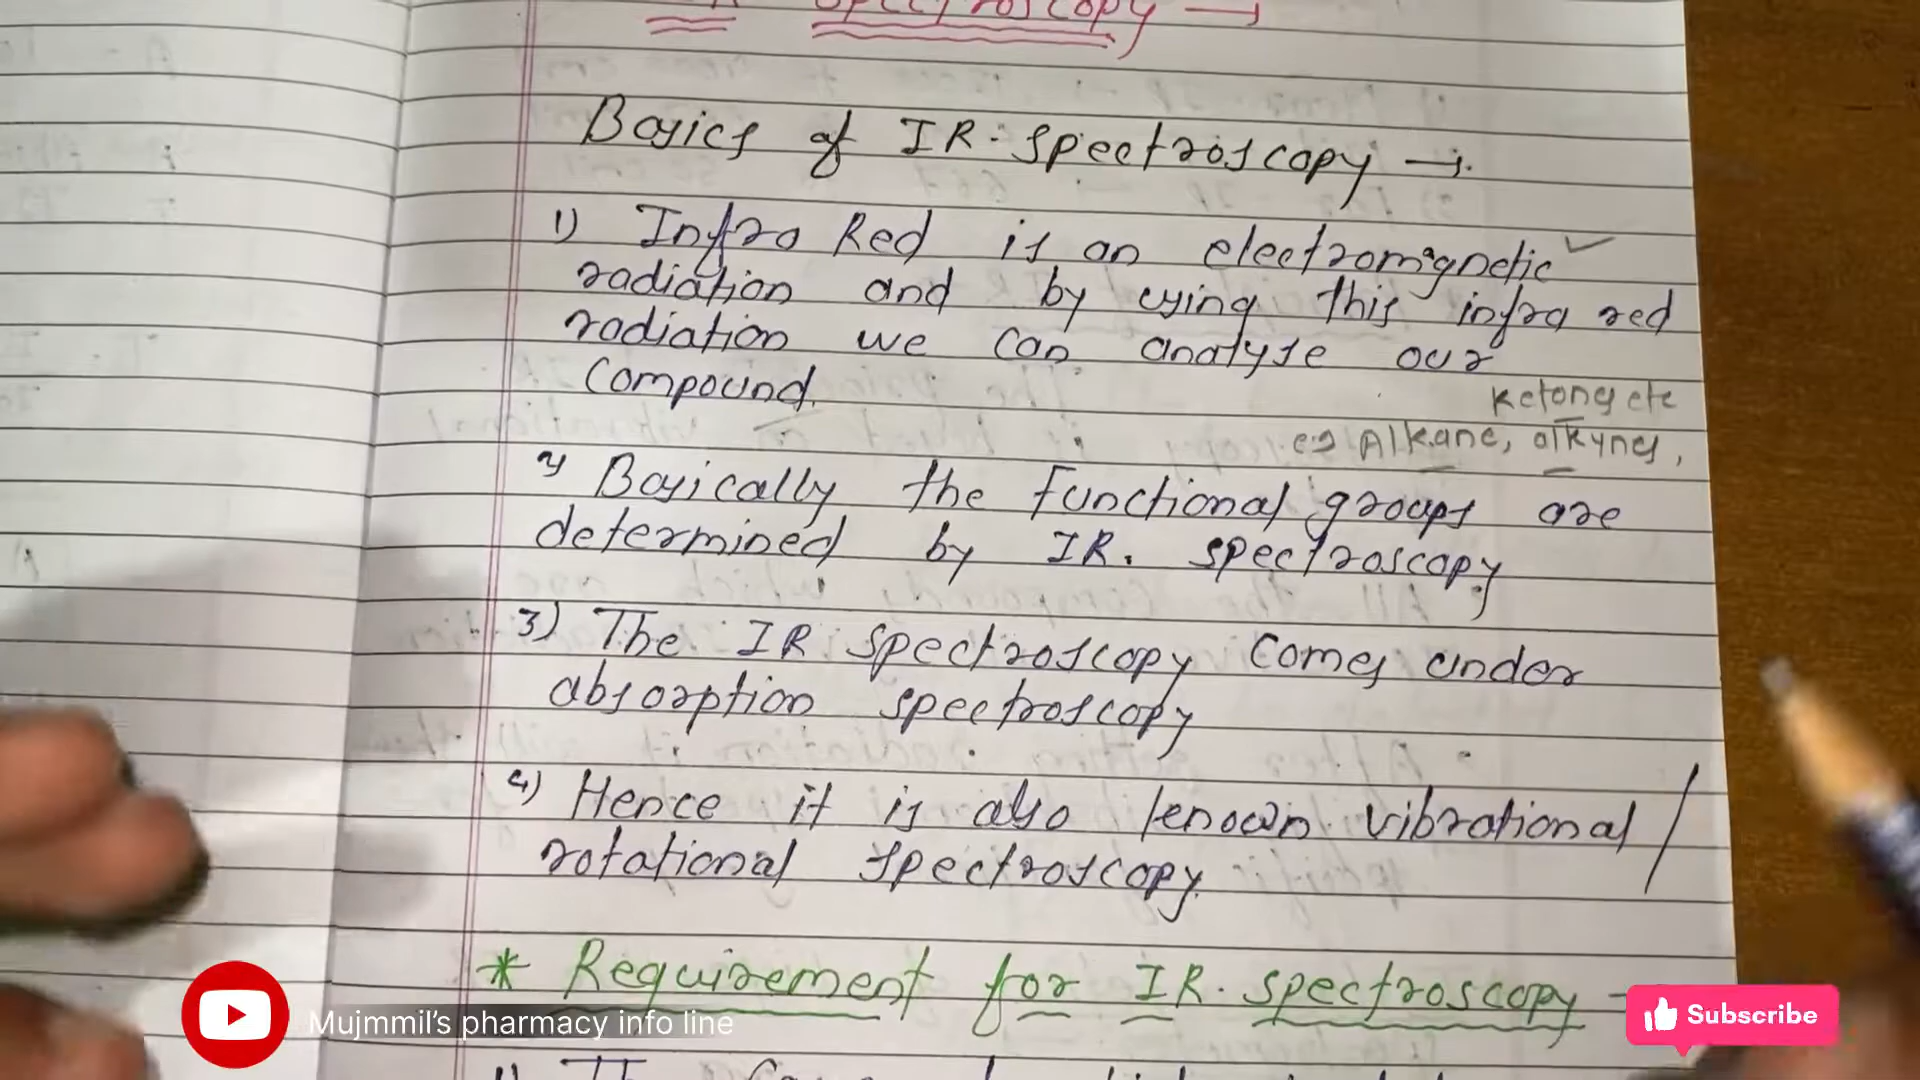 Spectroscopy →
Basics of IR-spectroscopy →
1) Infra Red is an electromagnetic
radiation and by using this infra red
radiation we can analyse our
Compound.
Ketones etc
eg Alkane, alkynes,
2) Basically the functional groups are
determined by IR. spectroscopy
3) The IR spectroscopy comes under
absorption spectroscopy
4) Hence it is also known vibrational /
rotational spectroscopy.
* Requirement for IR. spectroscopy -
Mujmmil's pharmacy info line
Subscribe